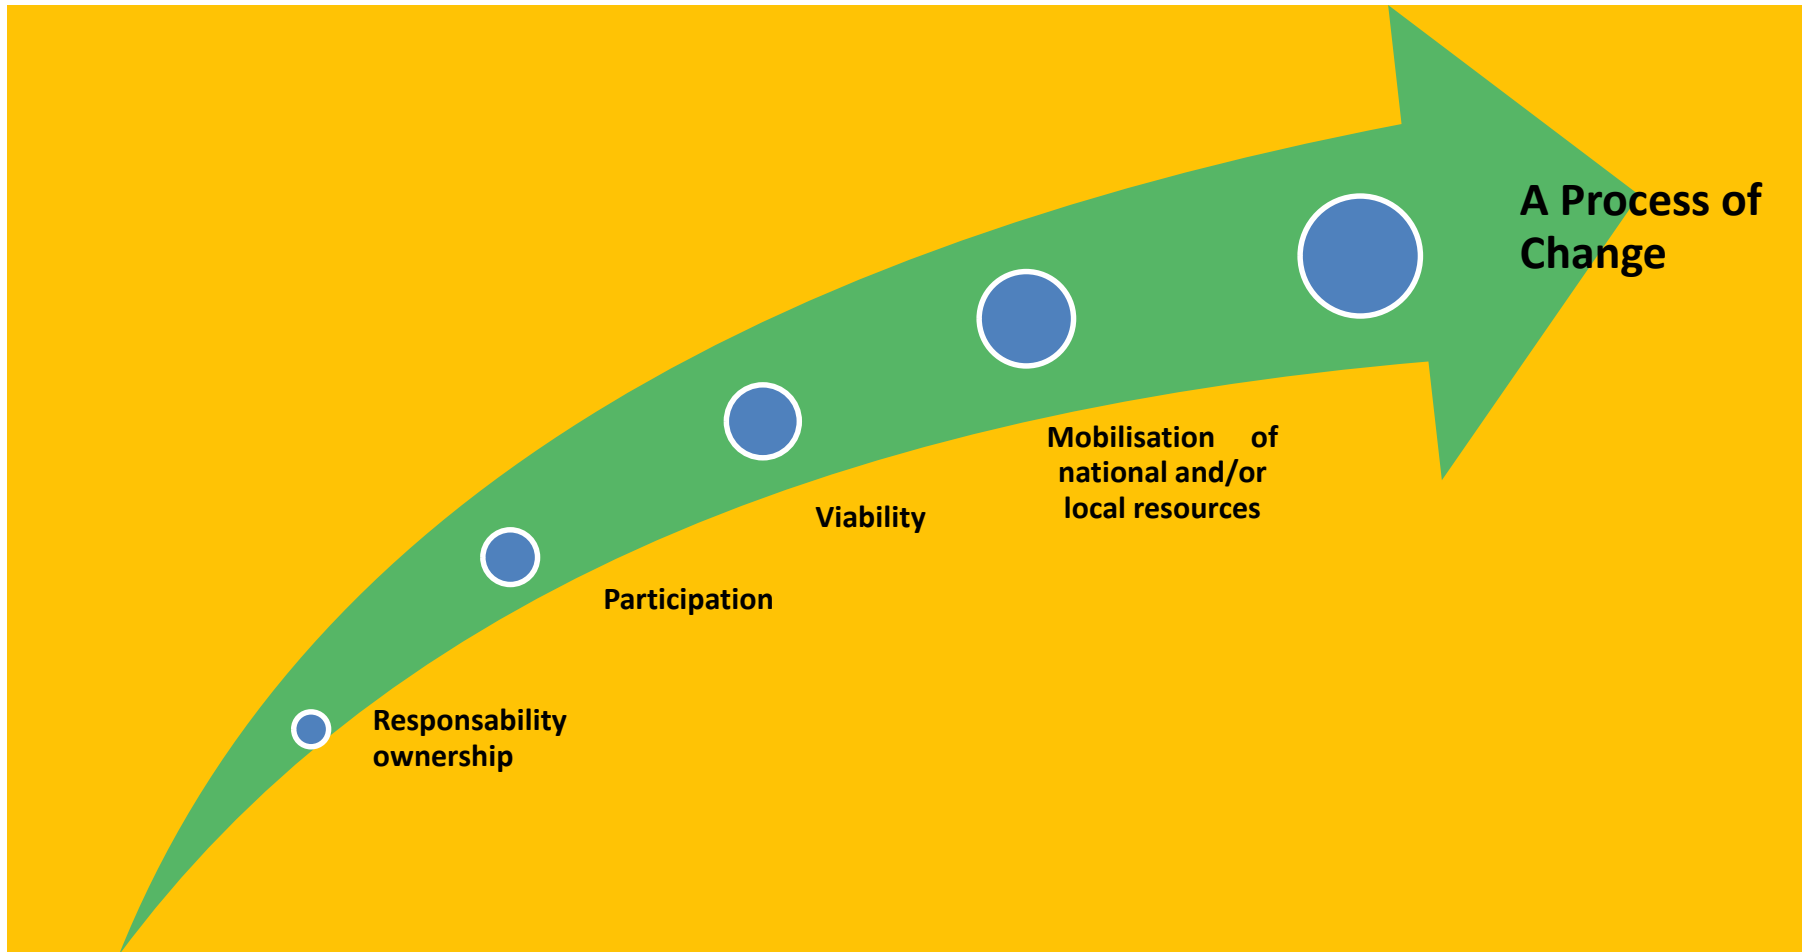 A Process of
Change
Mobilisation of
national and/or
local resources
Viability
Participation
Responsability
ownership